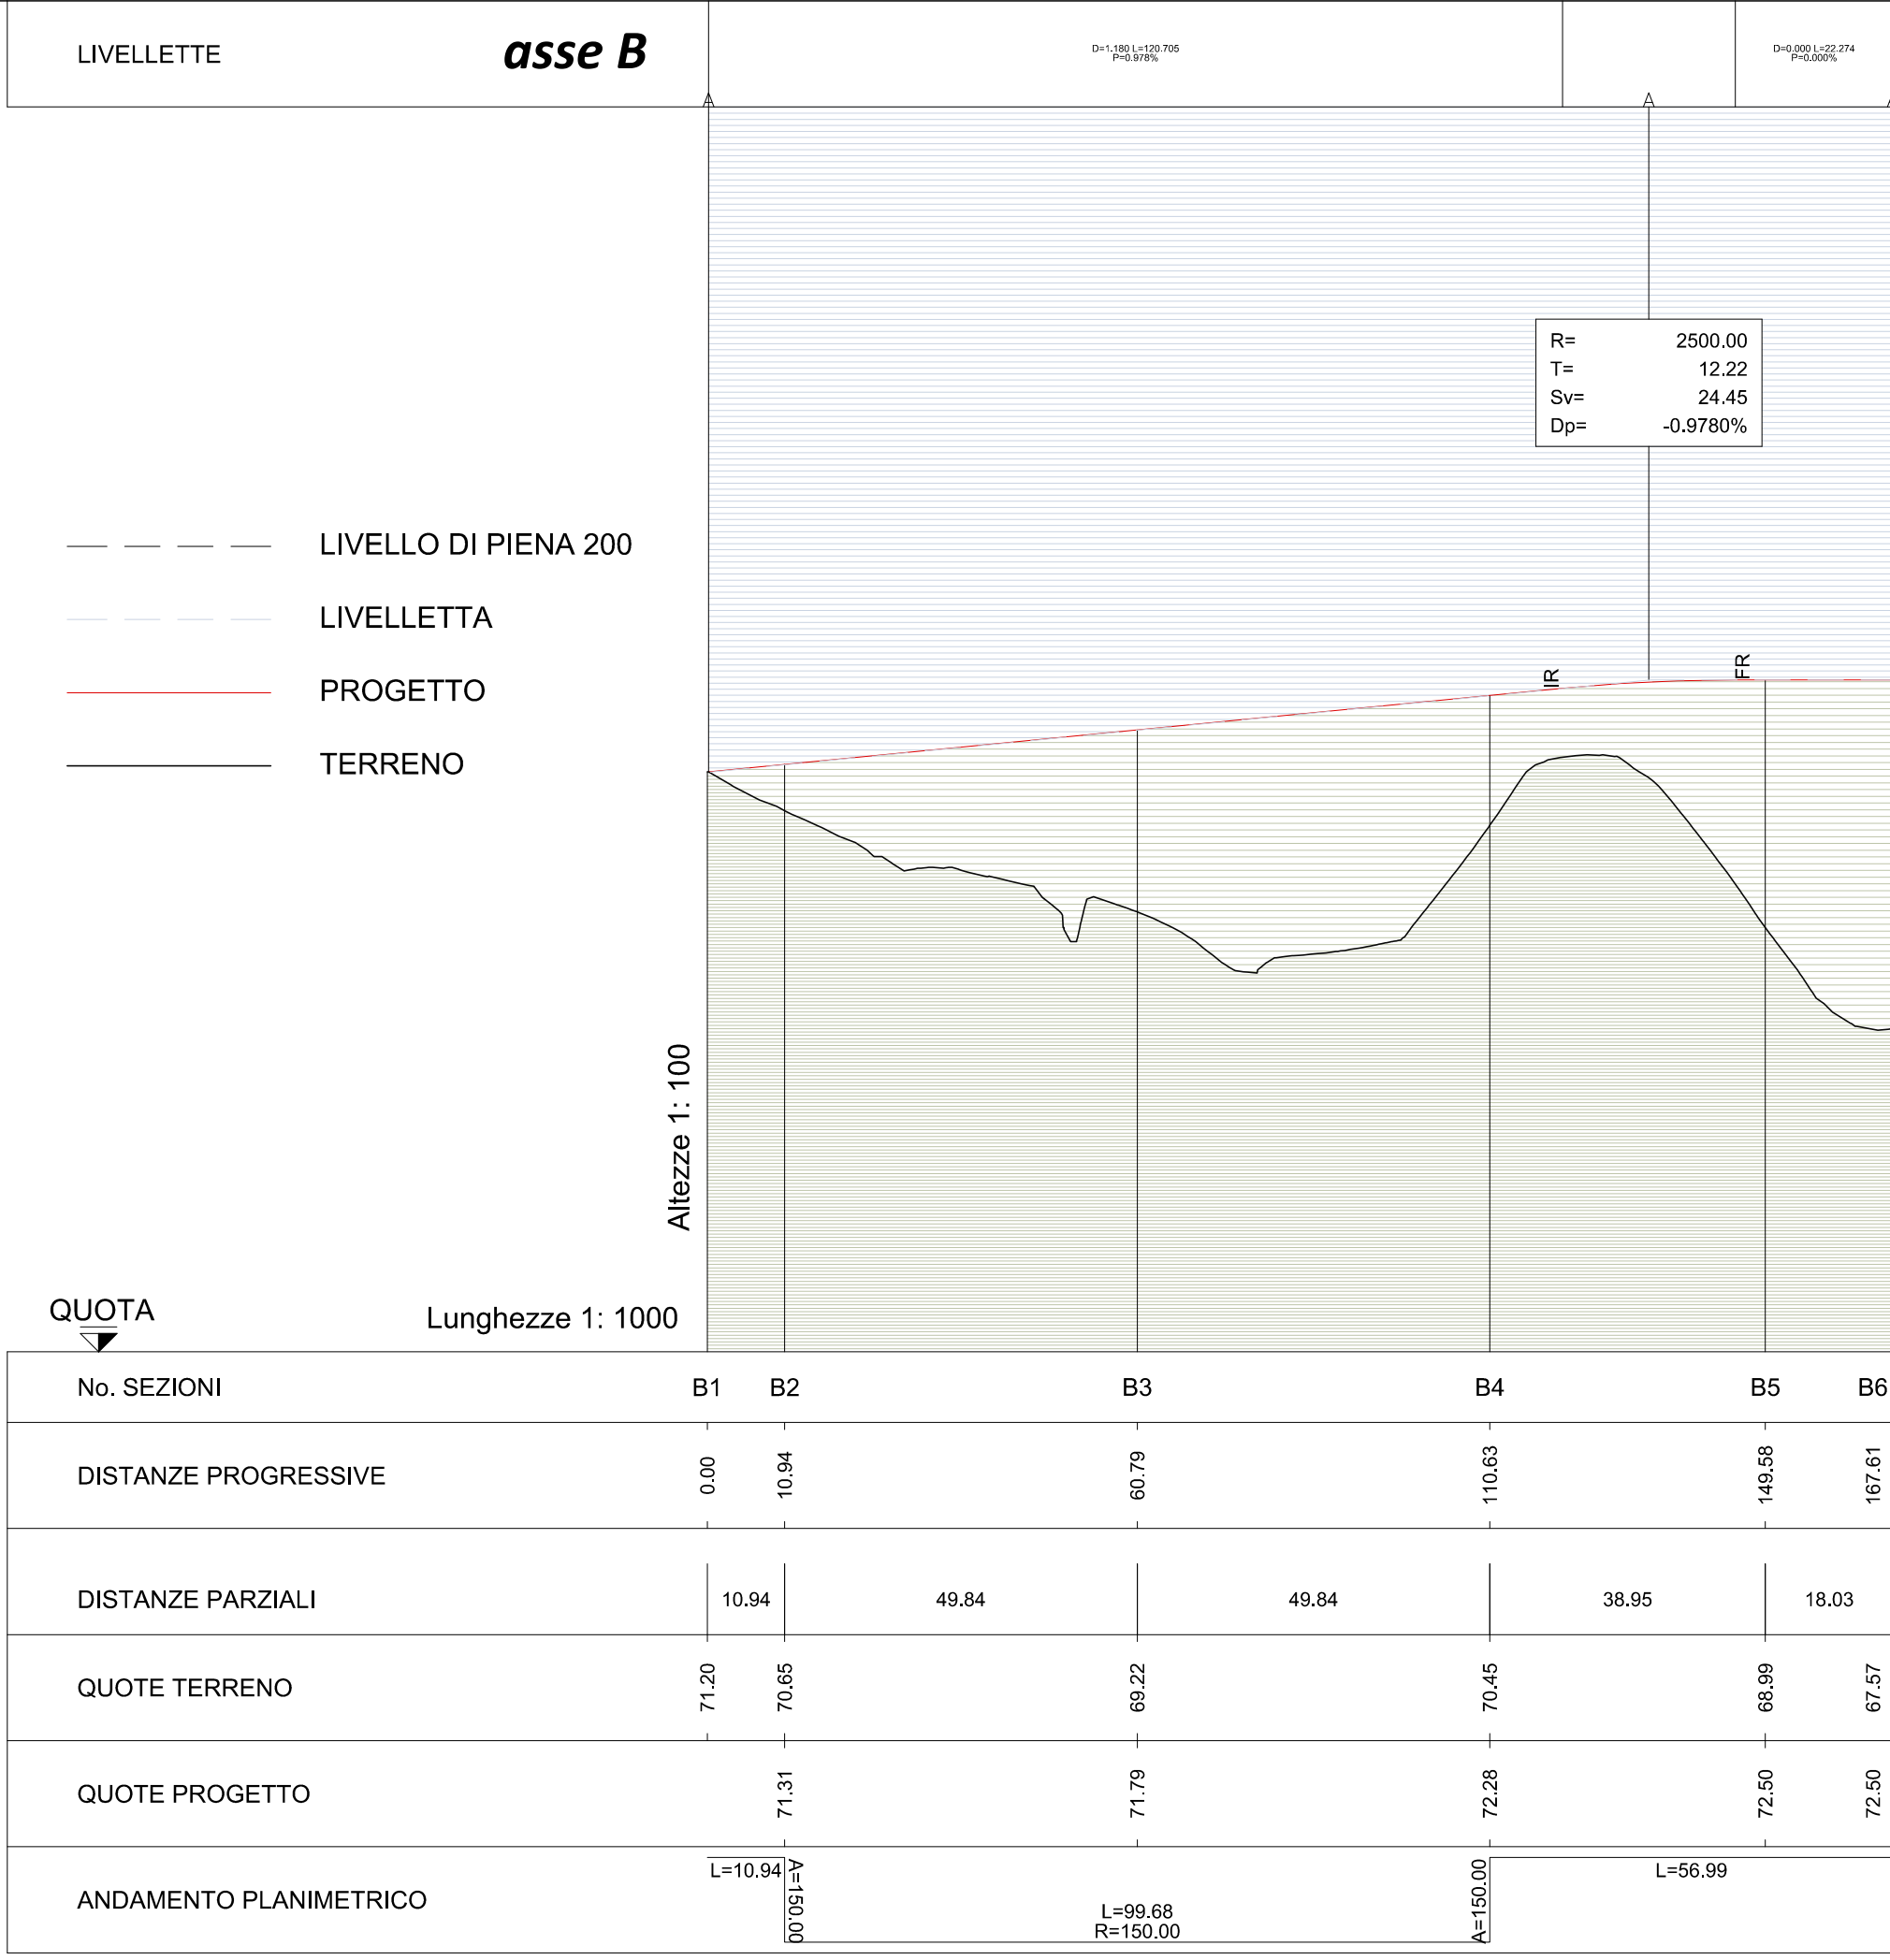 LIVELLETTE
asse B
D=1.180 L=120.705
P=0.978%
D=0.000 L=22.274
P=0.000%
R= 2500.00
T= 12.22
Sv= 24.45
Dp= -0.9780%
LIVELLO DI PIENA 200
LIVELLETTA
PROGETTO
TERRENO
IR
FR
Altezze 1: 100
QUOTA
Lunghezze 1: 1000
No. SEZIONI B1 B2 B3 B4 B5 B6
DISTANZE PROGRESSIVE 0.00 10.94 60.79 110.63 149.58 167.61
DISTANZE PARZIALI 10.94 49.84 49.84 38.95 18.03
QUOTE TERRENO 71.20 70.65 69.22 70.45 68.99 67.57
QUOTE PROGETTO 71.31 71.79 72.28 72.50 72.50
ANDAMENTO PLANIMETRICO
L=10.94
A=150.00
L=99.68
R=150.00
A=150.00
L=56.99